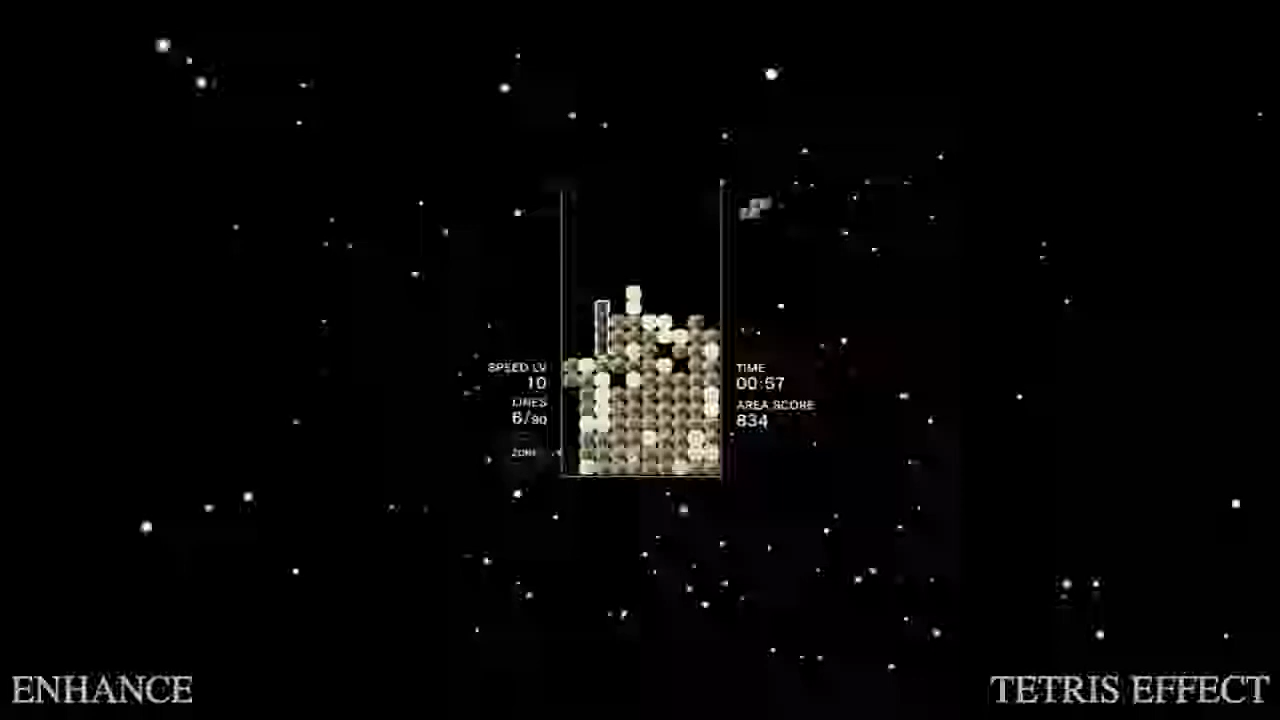 SPEED LV
10
LINES
6/90
ZONE
TIME
00:57
AREA SCORE
834
ENHANCE
TETRIS EFFECT